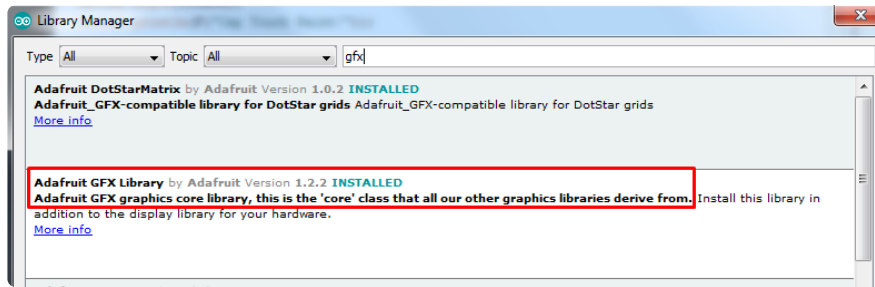 Library Manager
Type All Topic All gfx
Adafruit DotStarMatrix by Adafruit Version 1.0.2 INSTALLED
Adafruit_GFX-compatible library for DotStar grids Adafruit_GFX-compatible library for DotStar grids
More info
Adafruit GFX Library by Adafruit Version 1.2.2 INSTALLED
Adafruit GFX graphics core library, this is the 'core' class that all our other graphics libraries derive from. Install this library in
addition to the display library for your hardware.
More info